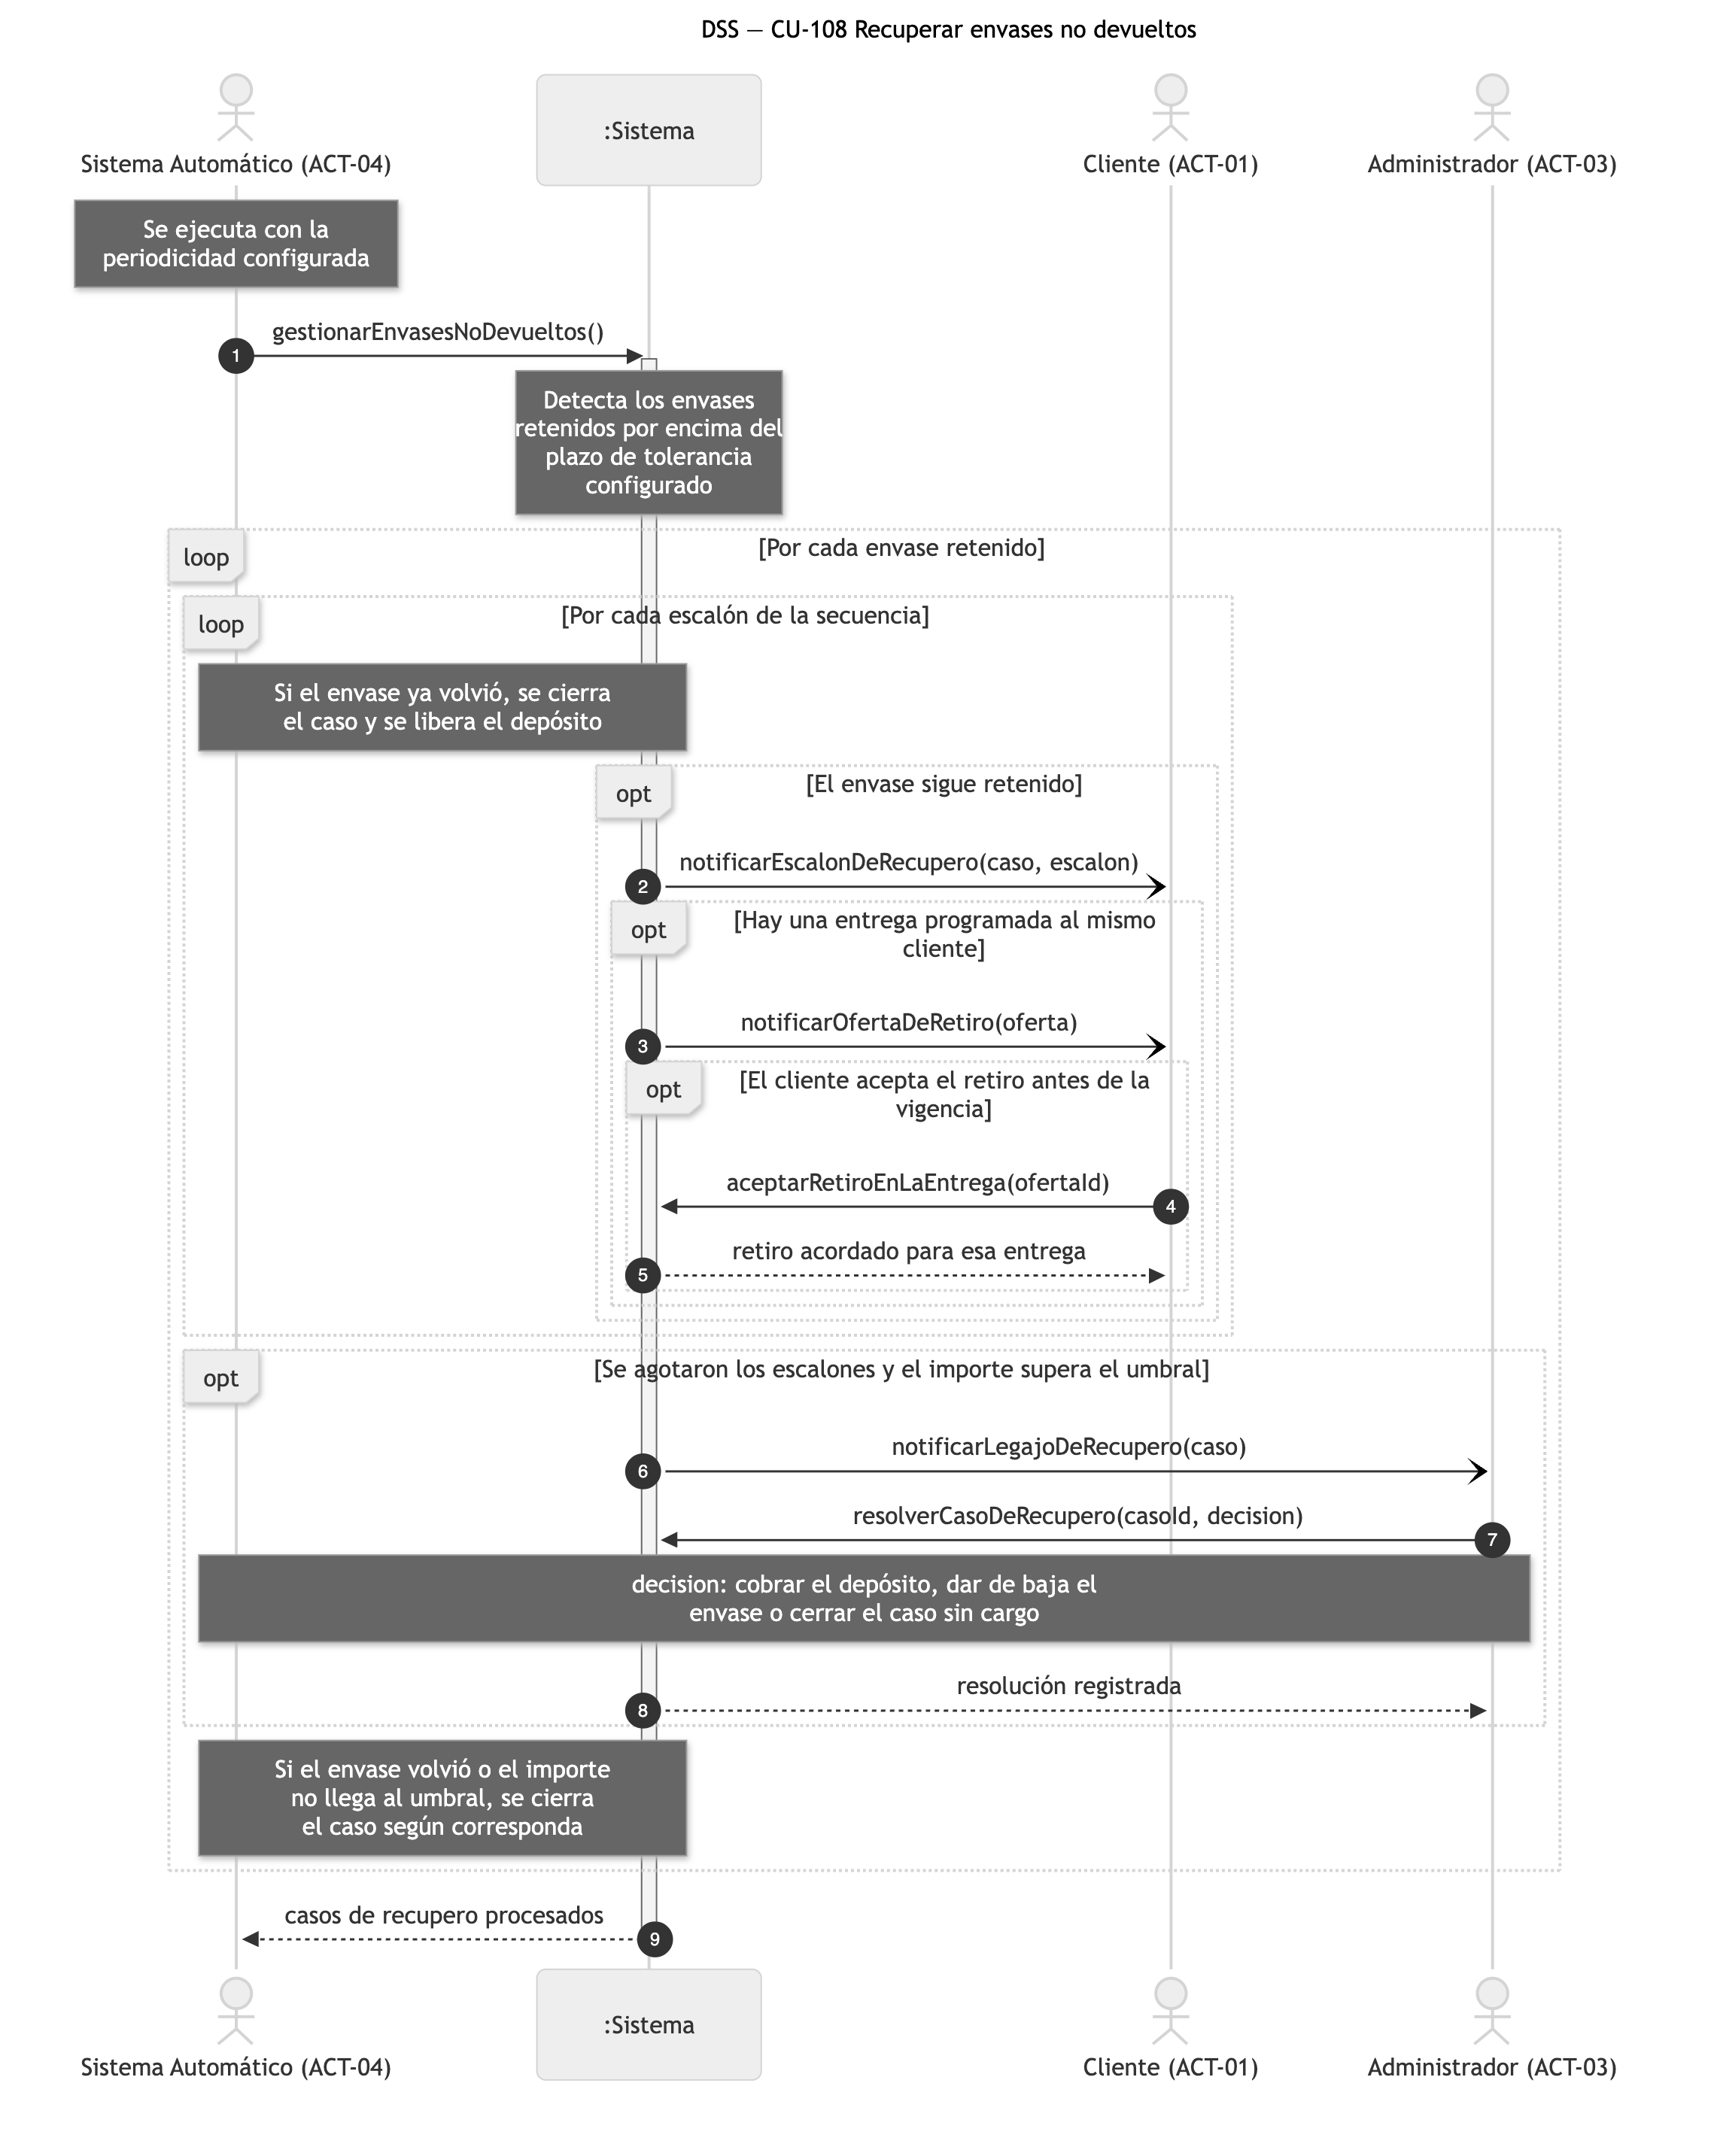 DSS — CU-108 Recuperar envases no devueltos
Sistema Automático (ACT-04)
:Sistema
Cliente (ACT-01)
Administrador (ACT-03)
Se ejecuta con la
periodicidad configurada
gestionarEnvasesNoDevueltos()
1
Detecta los envases
retenidos por encima del
plazo de tolerancia
configurado
loop
[Por cada envase retenido]
loop
[Por cada escalón de la secuencia]
Si el envase ya volvió, se cierra
el caso y se libera el depósito
opt
[El envase sigue retenido]
notificarEscalonDeRecupero(caso, escalon)
2
opt
[Hay una entrega programada al mismo
cliente]
notificarOfertaDeRetiro(oferta)
3
opt
[El cliente acepta el retiro antes de la
vigencia]
aceptarRetiroEnLaEntrega(ofertaId)
4
retiro acordado para esa entrega
5
opt
[Se agotaron los escalones y el importe supera el umbral]
notificarLegajoDeRecupero(caso)
6
resolverCasoDeRecupero(casoId, decision)
7
decision: cobrar el depósito, dar de baja el
envase o cerrar el caso sin cargo
resolución registrada
8
Si el envase volvió o el importe
no llega al umbral, se cierra
el caso según corresponda
casos de recupero procesados
9
Sistema Automático (ACT-04)
:Sistema
Cliente (ACT-01)
Administrador (ACT-03)